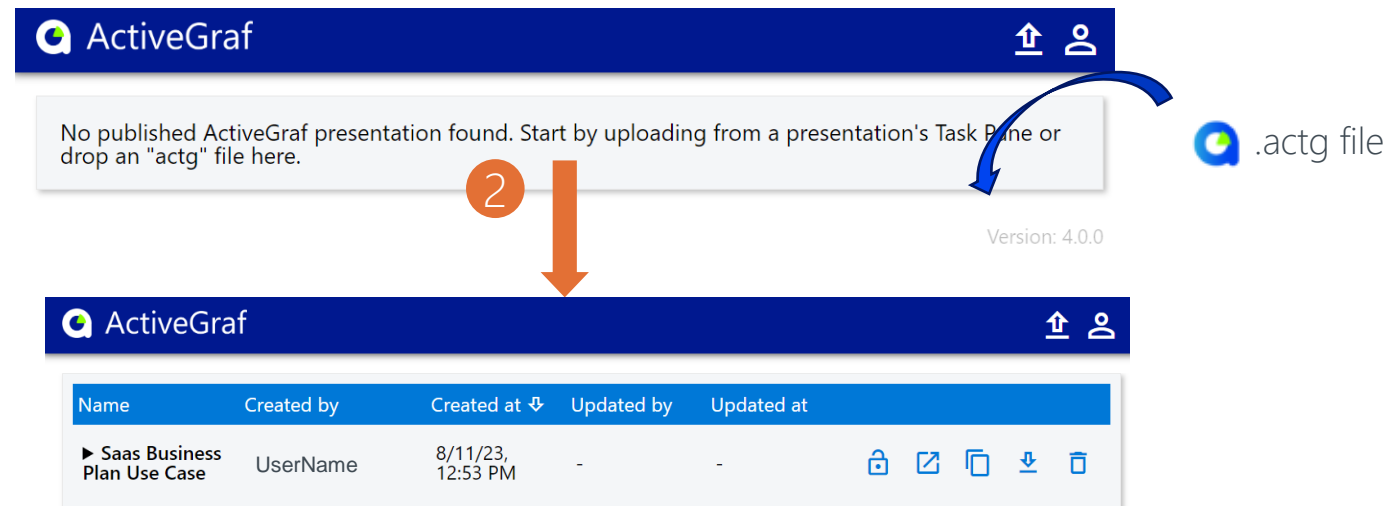 ActiveGraf
No published ActiveGraf presentation found. Start by uploading from a presentation's Task Pane or
drop an "actg" file here.
.actg file
2
Version: 4.0.0
ActiveGraf
Name Created by Created at Updated by Updated at
Saas Business
Plan Use Case
UserName
8/11/23,
12:53 PM
- -